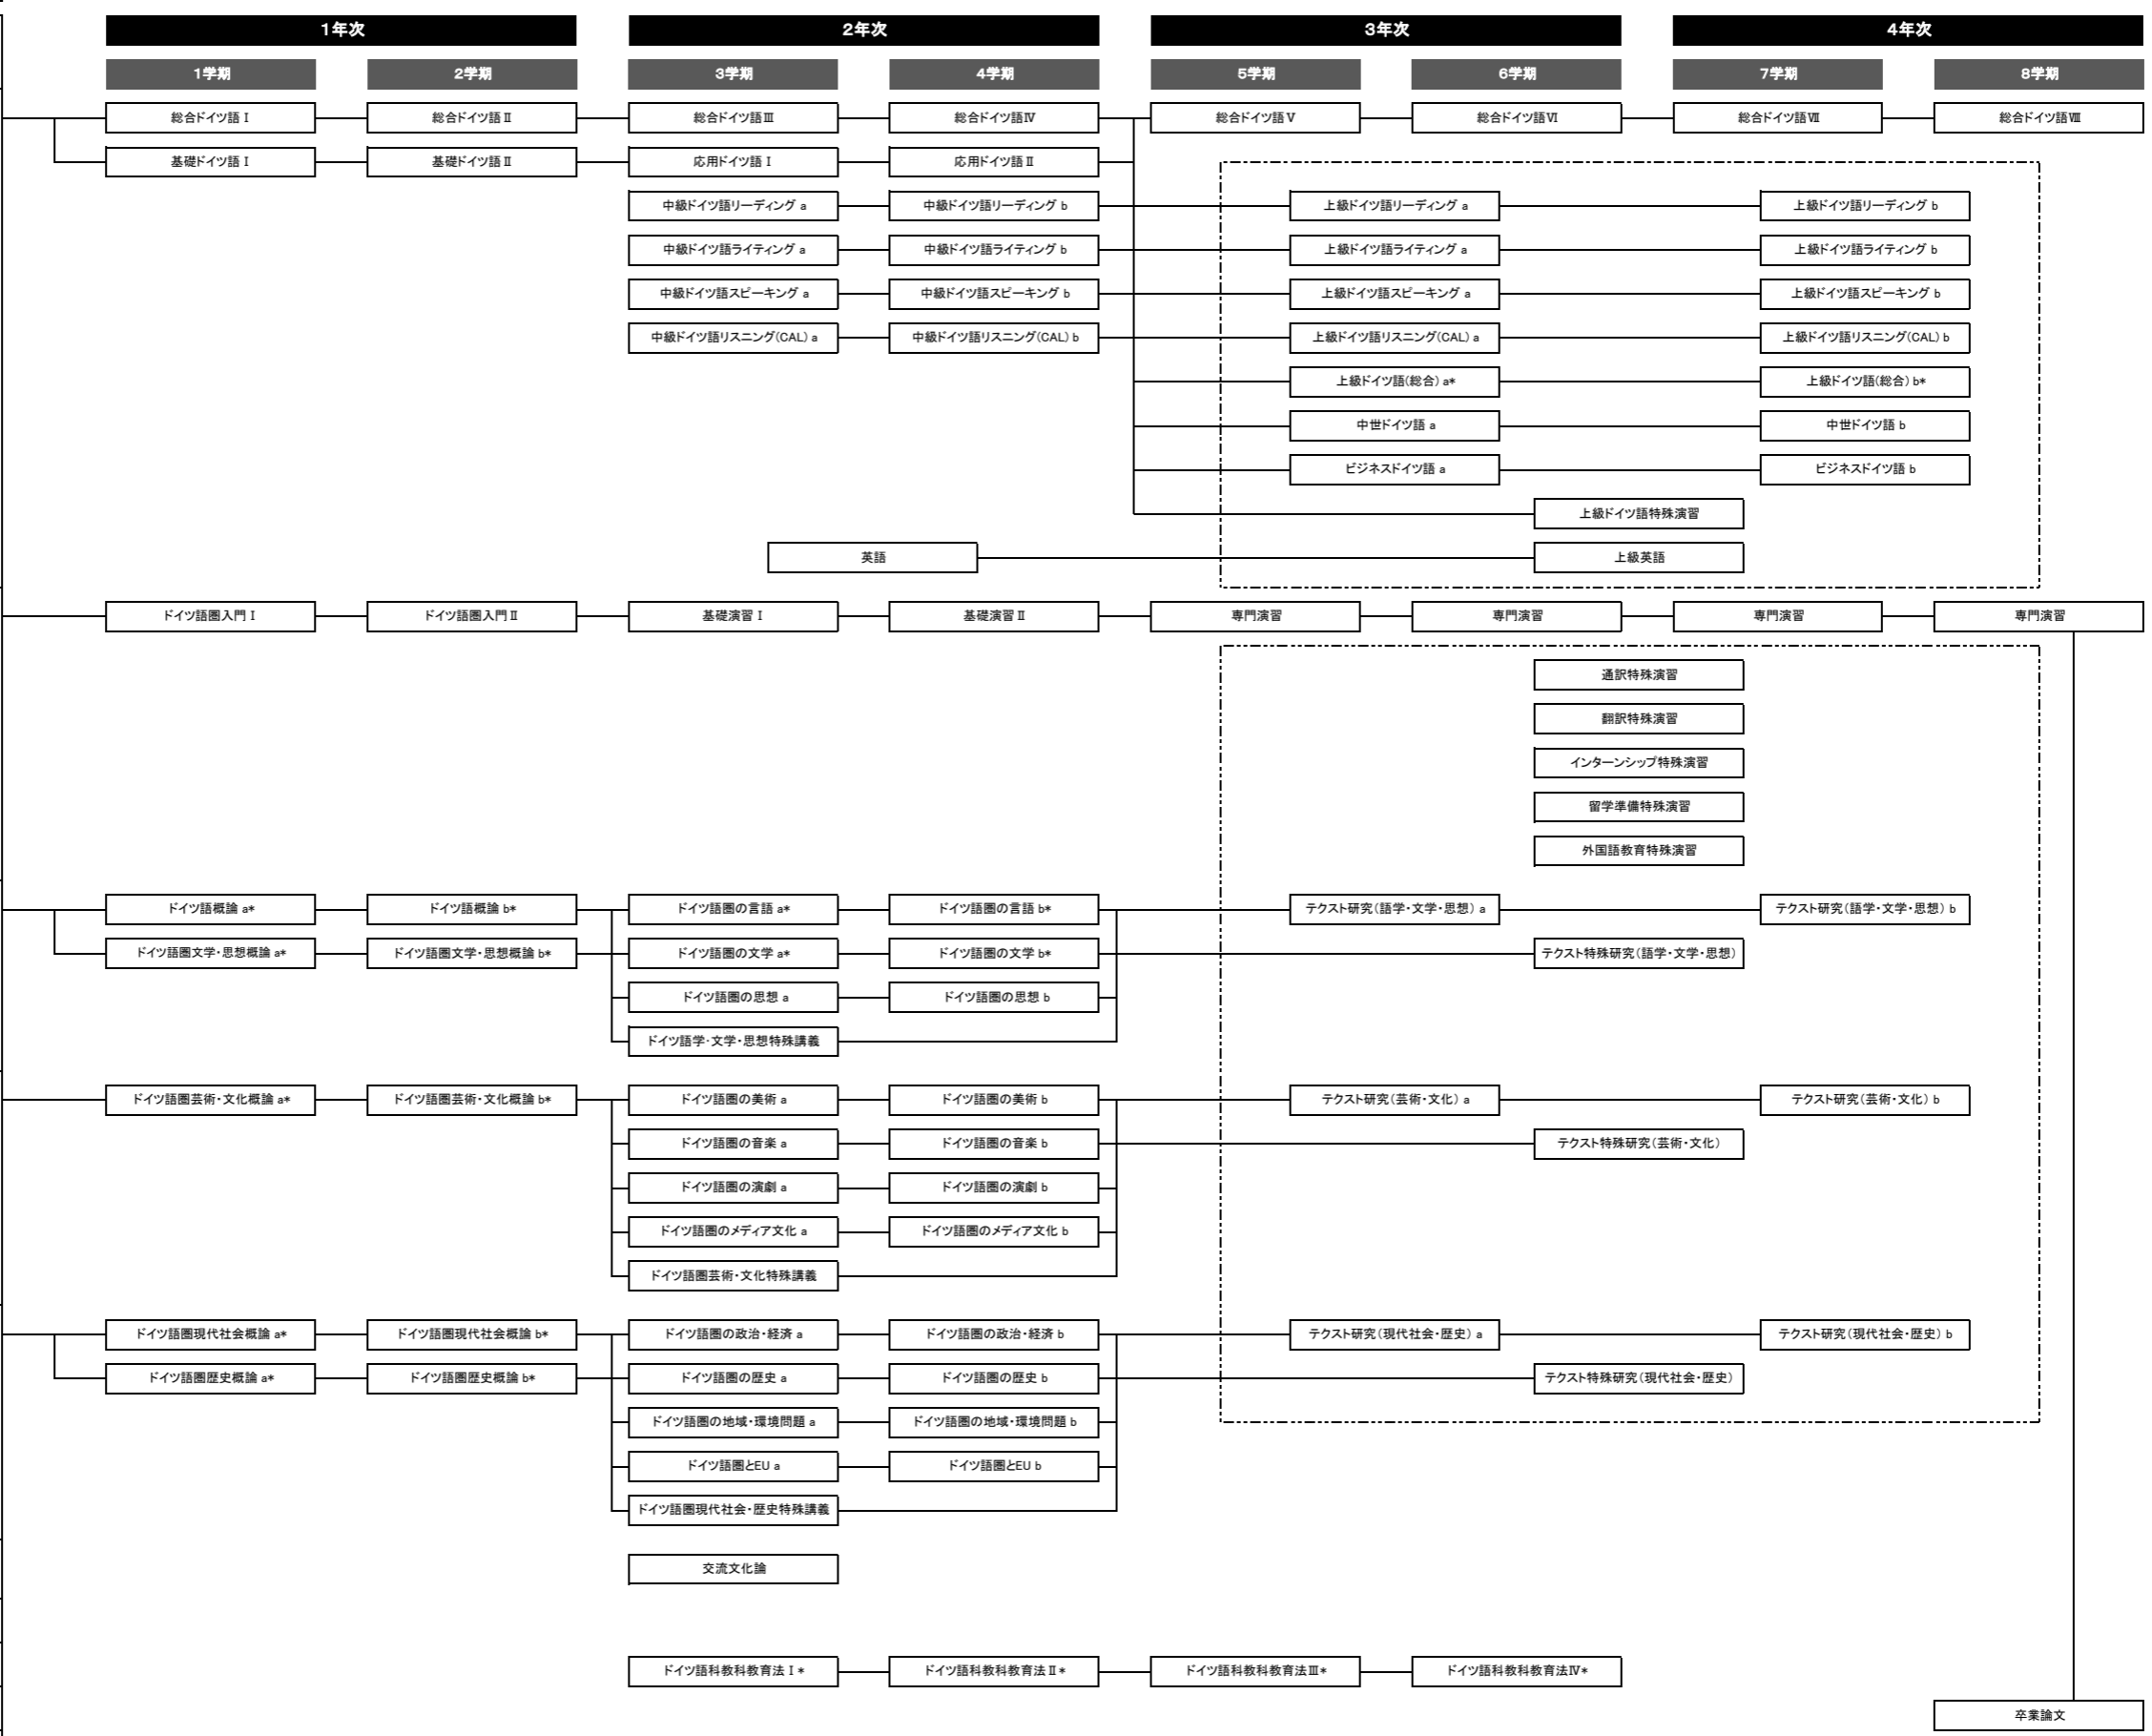 1年次 2年次 3年次 4年次
1学期 2学期 3学期 4学期 5学期 6学期 7学期 8学期
総合ドイツ語Ⅰ 総合ドイツ語Ⅱ 総合ドイツ語Ⅲ 総合ドイツ語Ⅳ 総合ドイツ語Ⅴ 総合ドイツ語Ⅵ 総合ドイツ語Ⅶ 総合ドイツ語Ⅷ
基礎ドイツ語Ⅰ 基礎ドイツ語Ⅱ 応用ドイツ語Ⅰ 応用ドイツ語Ⅱ
中級ドイツ語リーディング a 中級ドイツ語リーディング b 上級ドイツ語リーディング a 上級ドイツ語リーディング b
中級ドイツ語ライティング a 中級ドイツ語ライティング b 上級ドイツ語ライティング a 上級ドイツ語ライティング b
中級ドイツ語スピーキング a 中級ドイツ語スピーキング b 上級ドイツ語スピーキング a 上級ドイツ語スピーキング b
中級ドイツ語リスニング(CAL) a 中級ドイツ語リスニング(CAL) b 上級ドイツ語リスニング(CAL) a 上級ドイツ語リスニング(CAL) b
上級ドイツ語(総合) a* 上級ドイツ語(総合) b*
中世ドイツ語 a 中世ドイツ語 b
ビジネスドイツ語 a ビジネスドイツ語 b
上級ドイツ語特殊演習
英語 上級英語
ドイツ語圏入門Ⅰ ドイツ語圏入門Ⅱ 基礎演習Ⅰ 基礎演習Ⅱ 専門演習 専門演習 専門演習 専門演習
通訳特殊演習
翻訳特殊演習
インターンシップ特殊演習
留学準備特殊演習
外国語教育特殊演習
ドイツ語概論 a* ドイツ語概論 b* ドイツ語圏の言語 a* ドイツ語圏の言語 b* テクスト研究(語学・文学・思想) a テクスト研究(語学・文学・思想) b
ドイツ語圏文学・思想概論 a* ドイツ語圏文学・思想概論 b* ドイツ語圏の文学 a* ドイツ語圏の文学 b* テクスト特殊研究(語学・文学・思想)
ドイツ語圏の思想 a ドイツ語圏の思想 b
ドイツ語学・文学・思想特殊講義
ドイツ語圏芸術・文化概論 a* ドイツ語圏芸術・文化概論 b* ドイツ語圏の美術 a ドイツ語圏の美術 b テクスト研究(芸術・文化) a テクスト研究(芸術・文化) b
ドイツ語圏の音楽 a ドイツ語圏の音楽 b テクスト特殊研究(芸術・文化)
ドイツ語圏の演劇 a ドイツ語圏の演劇 b
ドイツ語圏のメディア文化 a ドイツ語圏のメディア文化 b
ドイツ語圏芸術・文化特殊講義
ドイツ語圏現代社会概論 a* ドイツ語圏現代社会概論 b* ドイツ語圏の政治・経済 a ドイツ語圏の政治・経済 b テクスト研究(現代社会・歴史) a テクスト研究(現代社会・歴史) b
ドイツ語圏歴史概論 a* ドイツ語圏歴史概論 b* ドイツ語圏の歴史 a ドイツ語圏の歴史 b テクスト特殊研究(現代社会・歴史)
ドイツ語圏の地域・環境問題 a ドイツ語圏の地域・環境問題 b
ドイツ語圏とEU a ドイツ語圏とEU b
ドイツ語圏現代社会・歴史特殊講義
交流文化論
ドイツ語科教科教育法Ⅰ* ドイツ語科教科教育法Ⅱ* ドイツ語科教科教育法Ⅲ* ドイツ語科教科教育法Ⅳ*
卒業論文